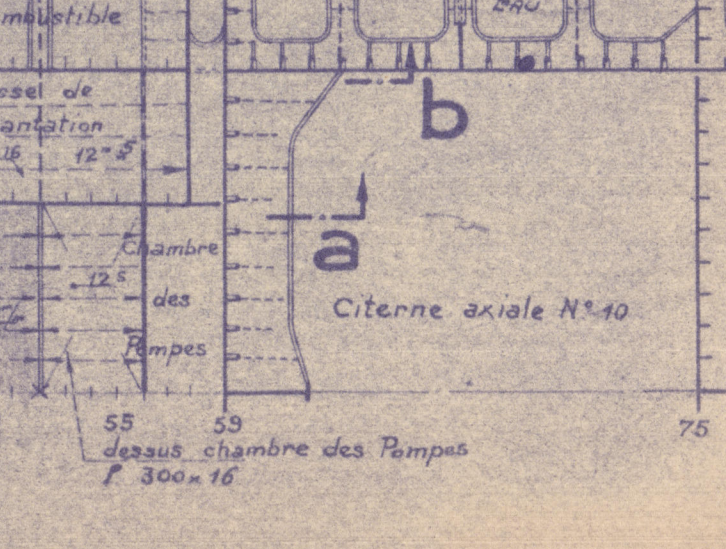 mbustible
EAU
ssel de
antation
16 12⁼ 5
b
a
Chambre
12 s
des
Pompes
Citerne axiale N° 10
55 59 75
dessus chambre des Pompes
P 300 x 16